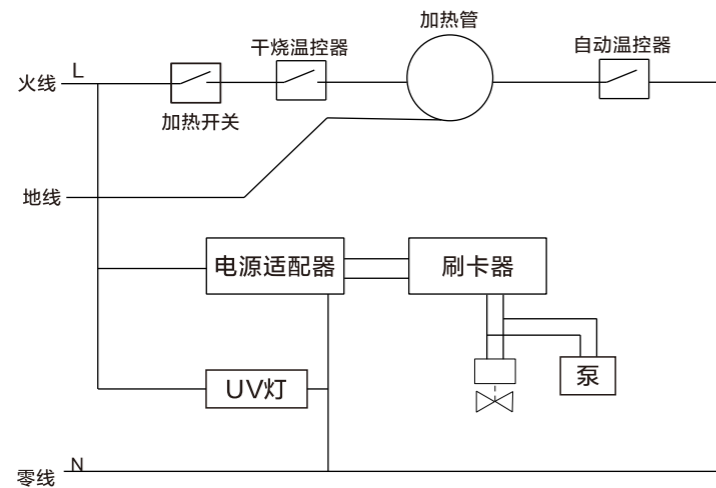 加热管
干烧温控器
自动温控器
火线
L
加热开关
地线
电源适配器
刷卡器
泵
UV灯
零线
N